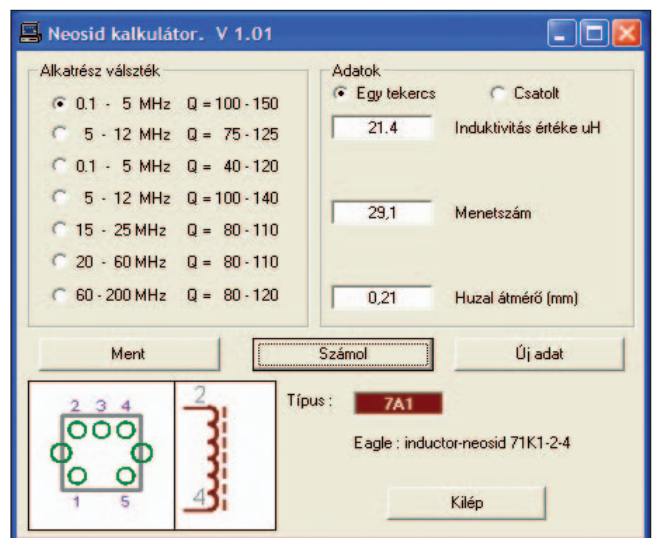 Neosid kalkulátor. V 1.01
Alkatrész válszték
0.1 - 5 MHz Q = 100 - 150
5 - 12 MHz Q = 75 - 125
0.1 - 5 MHz Q = 40 - 120
5 - 12 MHz Q = 100 - 140
15 - 25 MHz Q = 80 - 110
20 - 60 MHz Q = 80 - 110
60 - 200 MHz Q = 80 - 120
Adatok
Egy tekercs Csatolt
21.4 Induktivitás értéke uH
29,1 Menetszám
0,21 Huzal átmérő (mm)
Ment Számol Új adat
2 3 4
1 5
2
4
Típus : 7A1
Eagle : inductor-neosid 71K1-2-4
Kilép